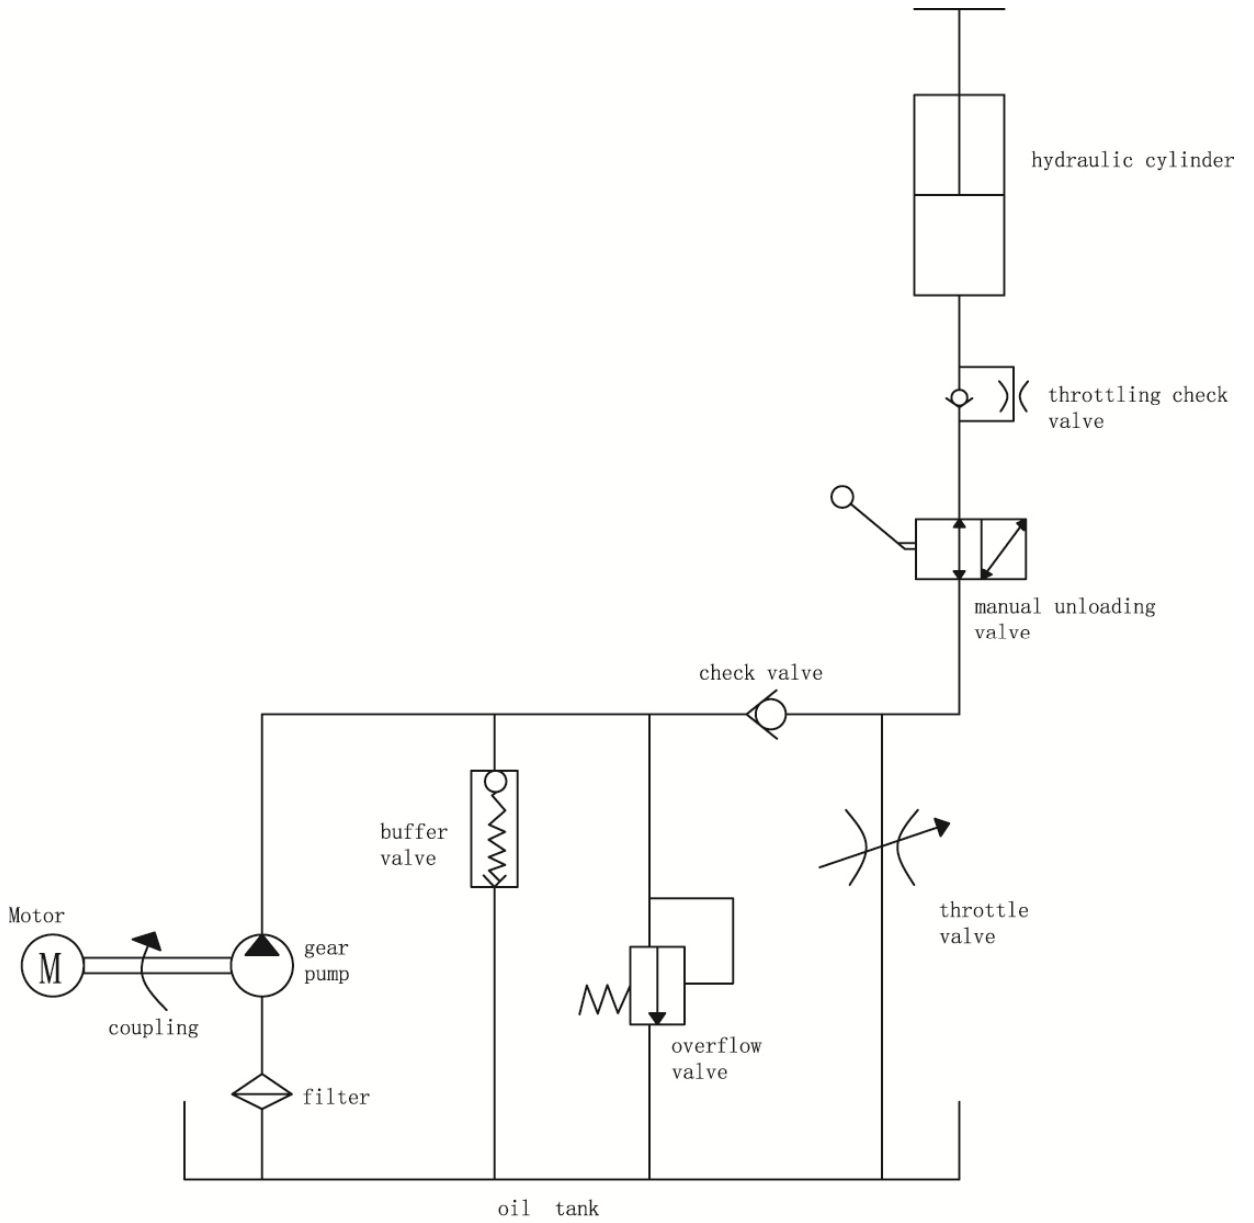 hydraulic cylinder
throttling check
valve
manual unloading
valve
check valve
buffer
valve
throttle
valve
Motor
M
gear
pump
coupling
overflow
valve
filter
oil tank